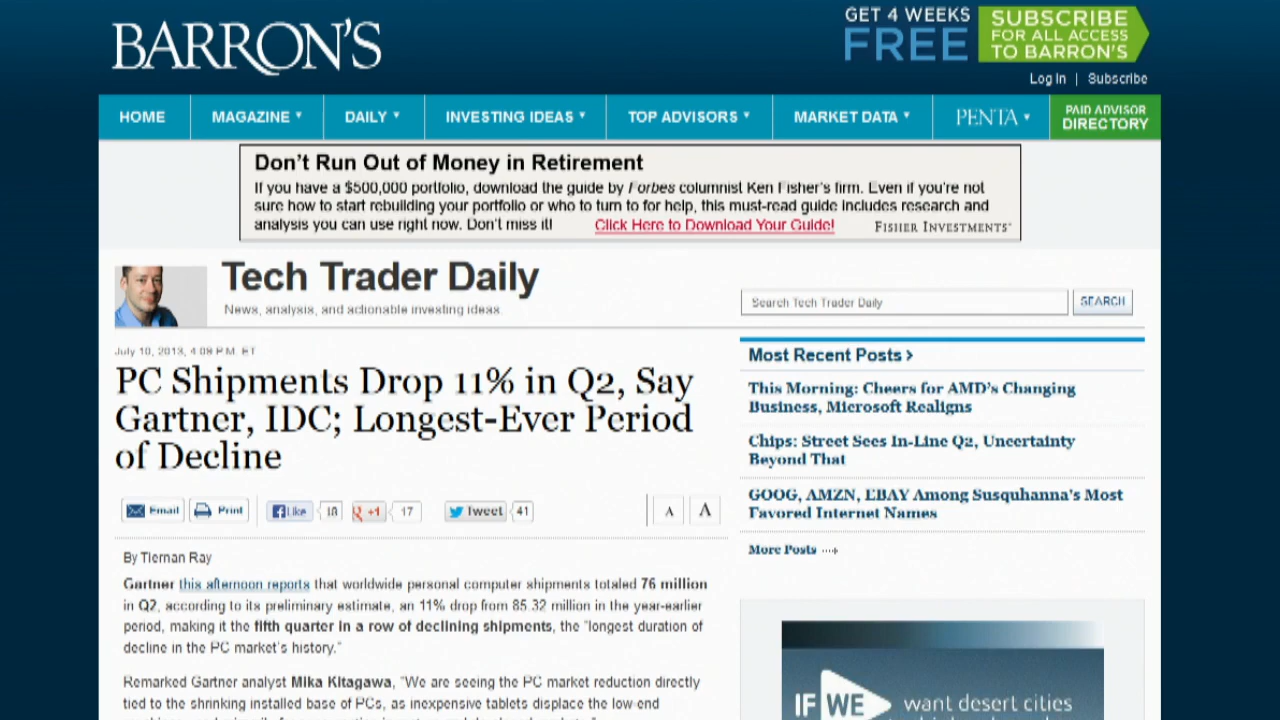 BARRON'S
GET 4 WEEKS
FREE
SUBSCRIBE
FOR ALL ACCESS
TO BARRON'S
Log In | Subscribe
HOME
MAGAZINE
DAILY
INVESTING IDEAS
TOP ADVISORS
MARKET DATA
PENTA
PAID ADVISOR
DIRECTORY
Don't Run Out of Money in Retirement
If you have a $500,000 portfolio, download the guide by Forbes columnist Ken Fisher's firm. Even if you're not
sure how to start rebuilding your portfolio or who to turn to for help, this must-read guide includes research and
analysis you can use right now. Don't miss it! Click Here to Download Your Guide! FISHER INVESTMENTS
Tech Trader Daily
News, analysis, and actionable investing ideas
Search Tech Trader Daily
SEARCH
July 10, 2013, 4:09 P.M. ET
PC Shipments Drop 11% in Q2, Say
Gartner, IDC; Longest-Ever Period
of Decline
Email
Print
Like
18
+1
17
Tweet
41
A
A
By Tiernan Ray
Gartner this afternoon reports that worldwide personal computer shipments totaled 76 million
in Q2, according to its preliminary estimate, an 11% drop from 85.32 million in the year-earlier
period, making it the fifth quarter in a row of declining shipments, the "longest duration of
decline in the PC market's history."
Remarked Gartner analyst Mika Kitagawa, "We are seeing the PC market reduction directly
tied to the shrinking installed base of PCs, as inexpensive tablets displace the low-end
Most Recent Posts
This Morning: Cheers for AMD's Changing
Business, Microsoft Realigns
Chips: Street Sees In-Line Q2, Uncertainty
Beyond That
GOOG, AMZN, EBAY Among Susquhanna's Most
Favored Internet Names
More Posts
IF WE want desert cities